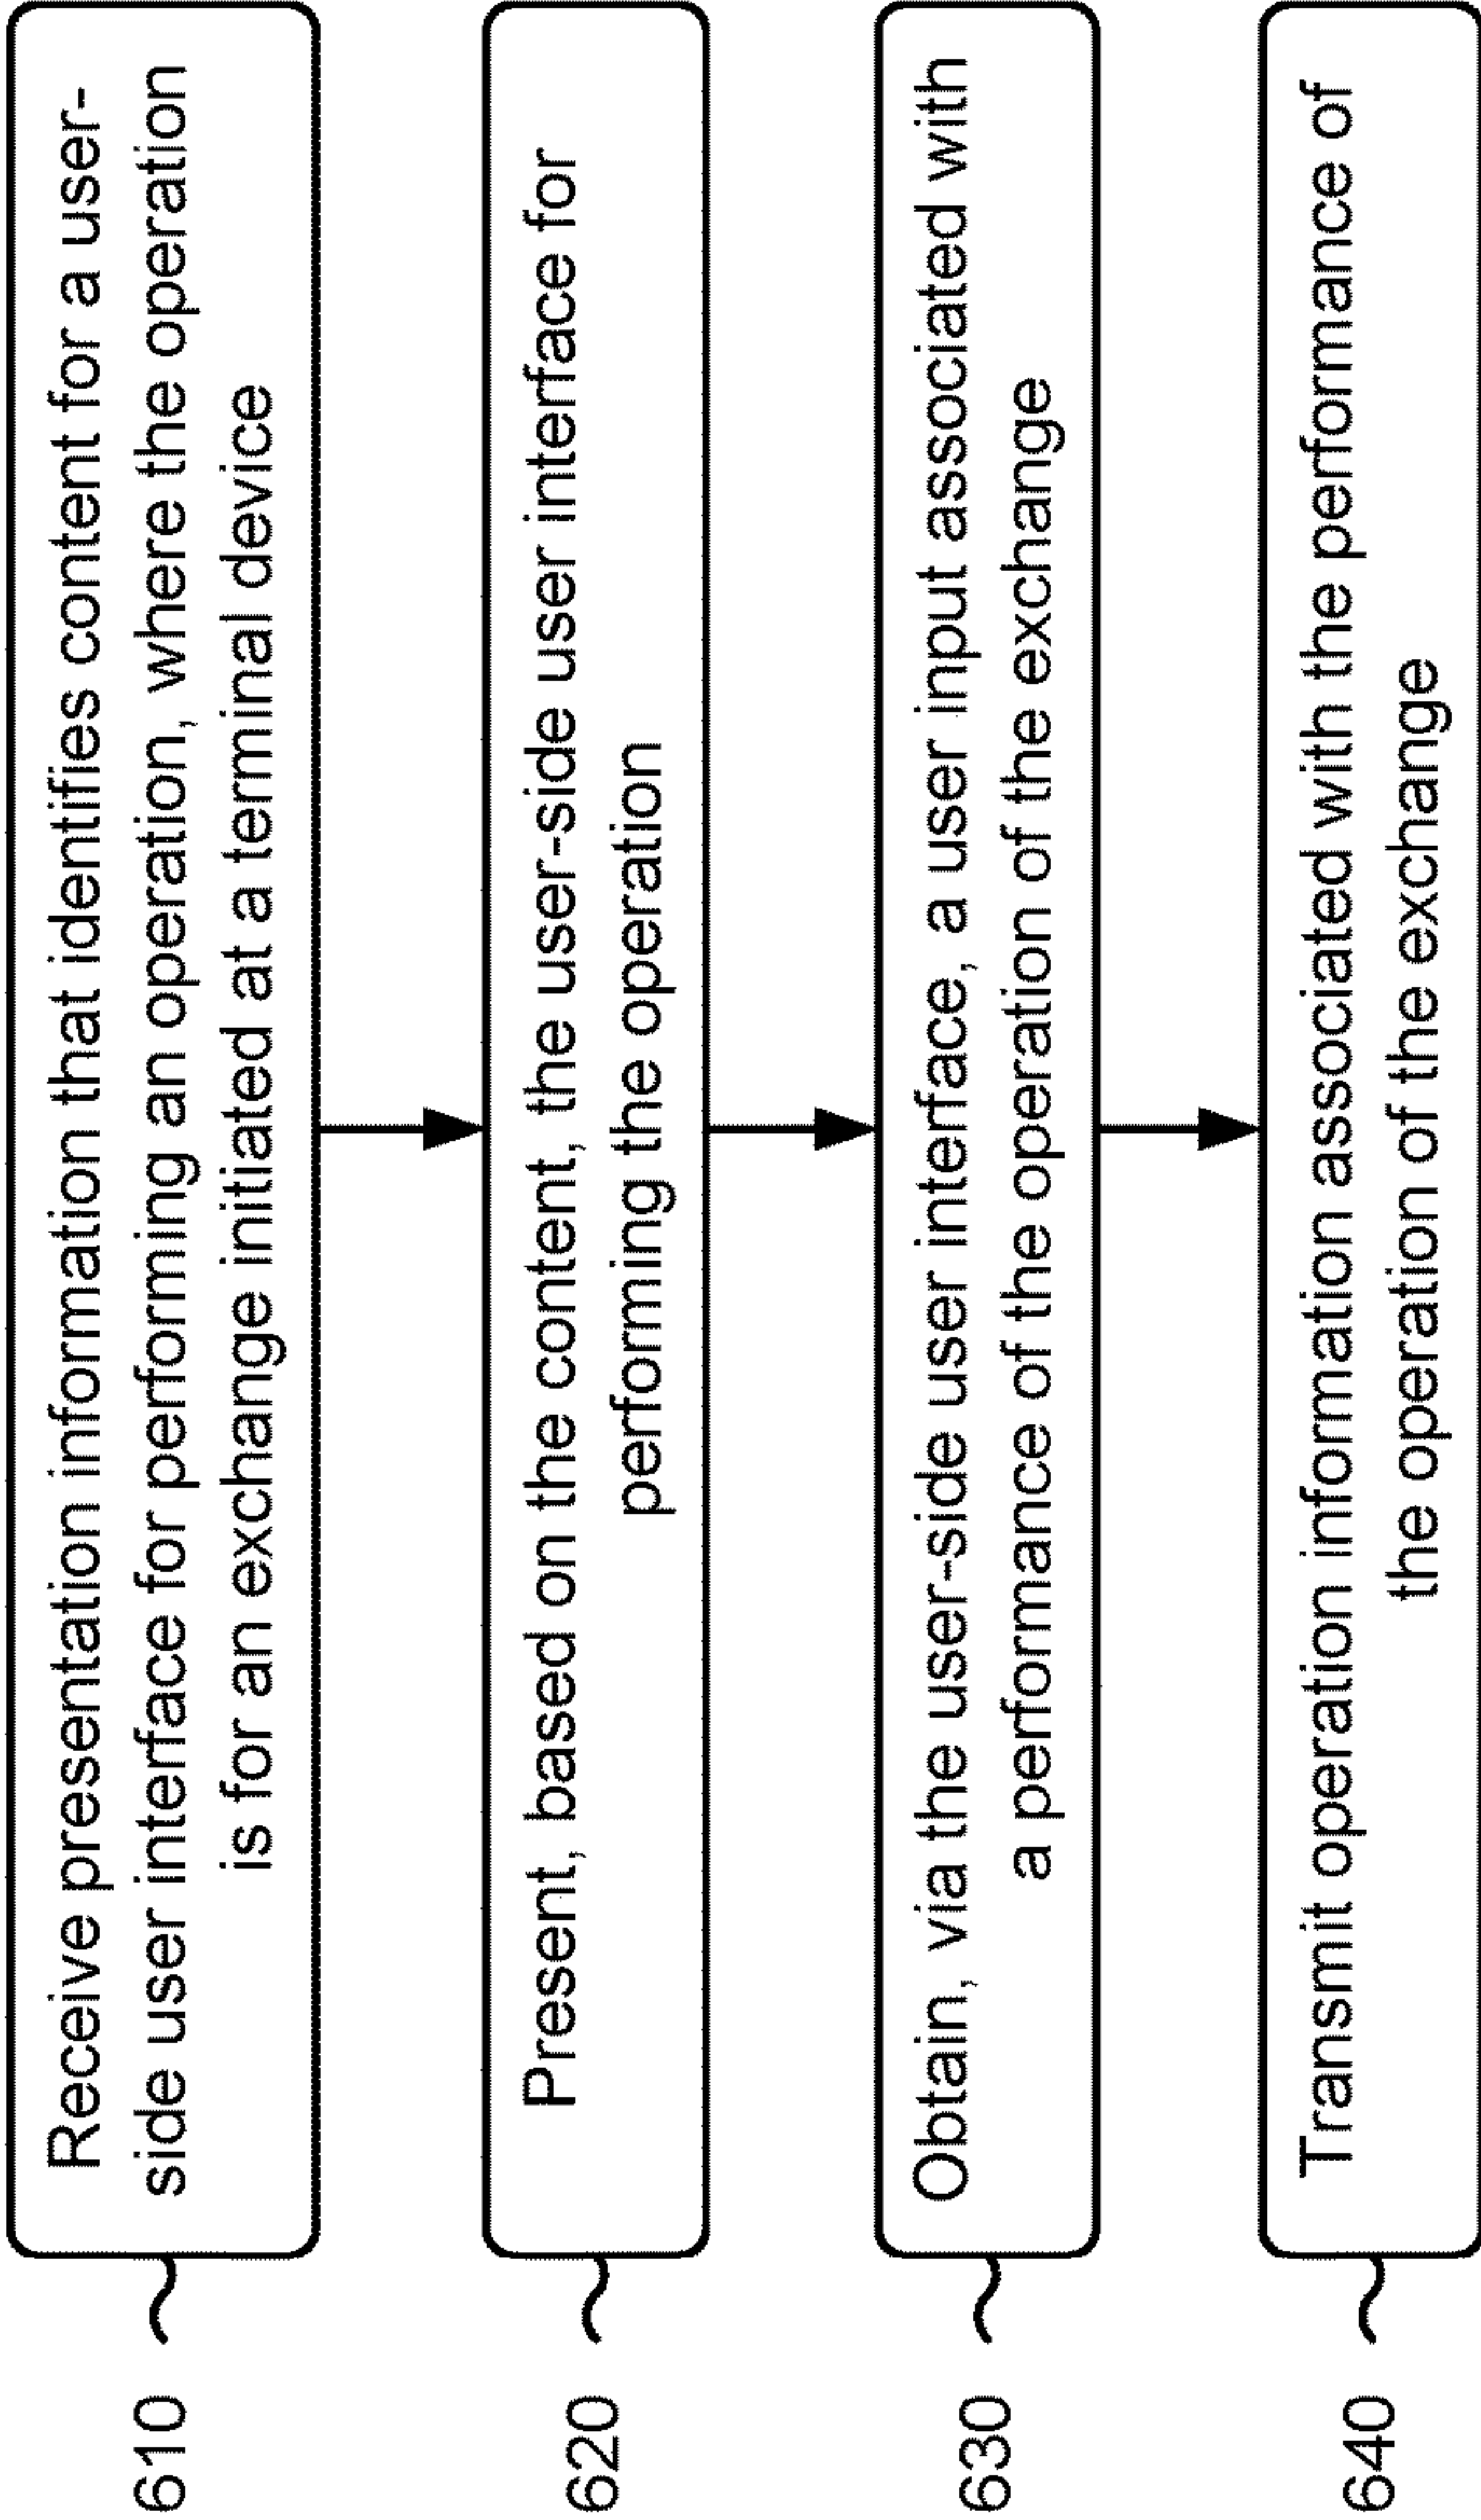 610
Receive presentation information that identifies content for a user-
side user interface for performing an operation, where the operation
is for an exchange initiated at a terminal device
620
Present, based on the content, the user-side user interface for
performing the operation
630
Obtain, via the user-side user interface, a user input associated with
a performance of the operation of the exchange
640
Transmit operation information associated with the performance of
the operation of the exchange